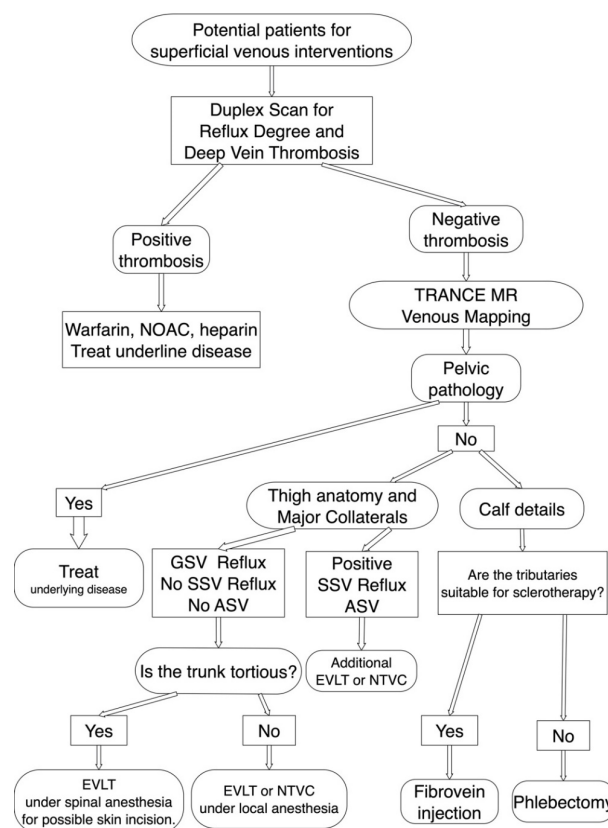 Potential patients for
superficial venous interventions
Duplex Scan for
Reflux Degree and
Deep Vein Thrombosis
Positive
thrombosis
Negative
thrombosis
Warfarin, NOAC, heparin
Treat underline disease
TRANCE MR
Venous Mapping
Pelvic
pathology
No
Yes
Treat
underlying disease
Thigh anatomy and
Major Collaterals
Calf details
GSV Reflux
No SSV Reflux
No ASV
Positive
SSV Reflux
ASV
Are the tributaries
suitable for sclerotherapy?
Is the trunk tortious?
Additional
EVLT or NTVC
Yes
No
Yes
No
EVLT
under spinal anesthesia
for possible skin incision.
EVLT or NTVC
under local anesthesia
Fibrovein
injection
Phlebectomy